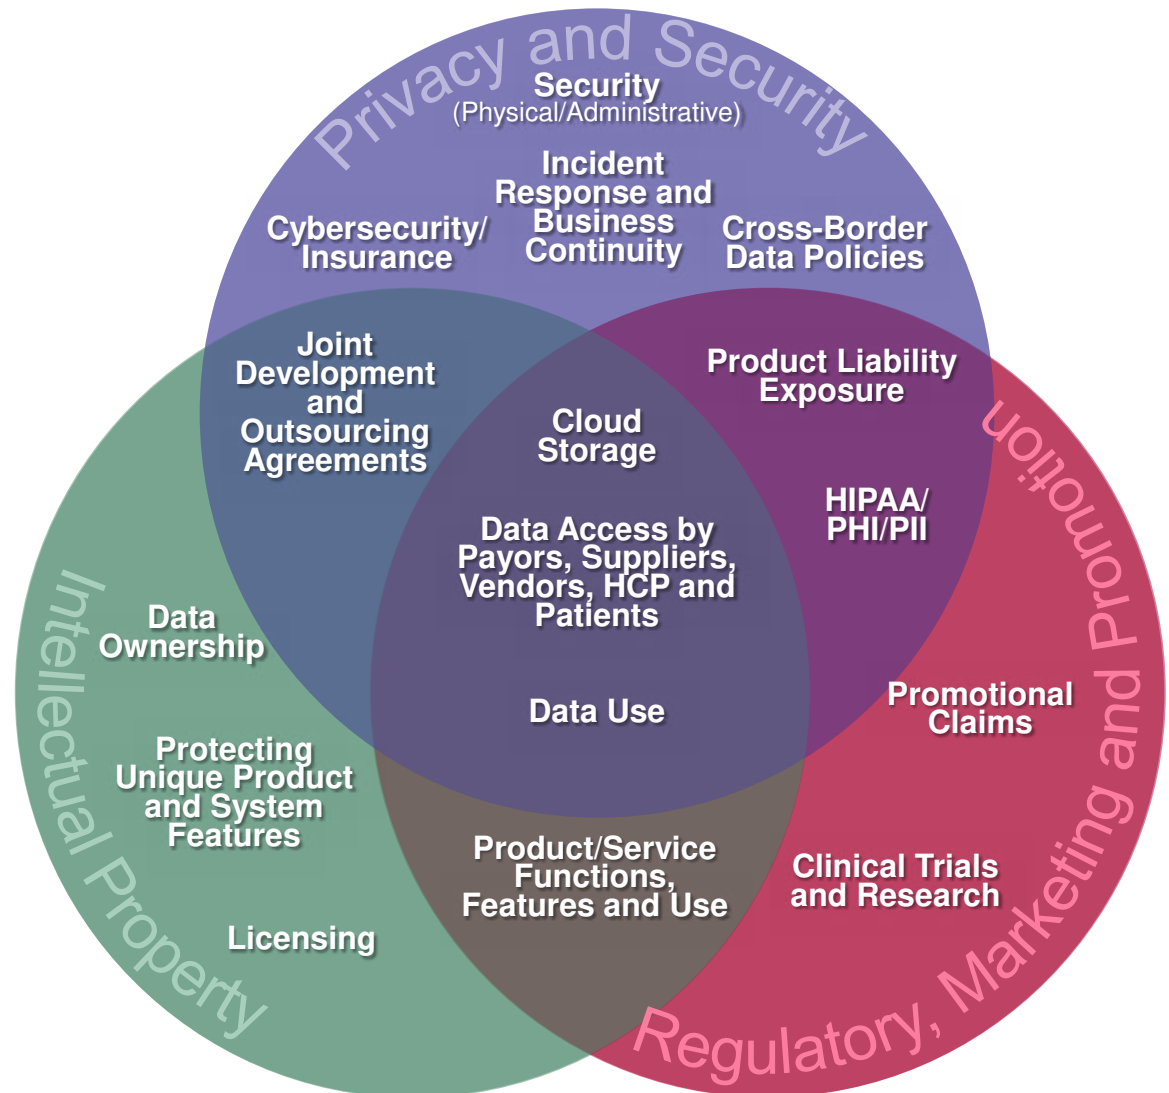 Privacy and Security
Security
(Physical/Administrative)
Incident
Response and
Business
Continuity
Cybersecurity/
Insurance
Cross-Border
Data Policies
Joint
Development
and
Outsourcing
Agreements
Product Liability
Exposure
Cloud
Storage
HIPAA/
PHI/PII
Data Access by
Payors, Suppliers,
Vendors, HCP and
Patients
Data Use
Intellectual Property
Data
Ownership
Protecting
Unique Product
and System
Features
Licensing
Product/Service
Functions,
Features and Use
Regulatory, Marketing and Promotion
Promotional
Claims
Clinical Trials
and Research